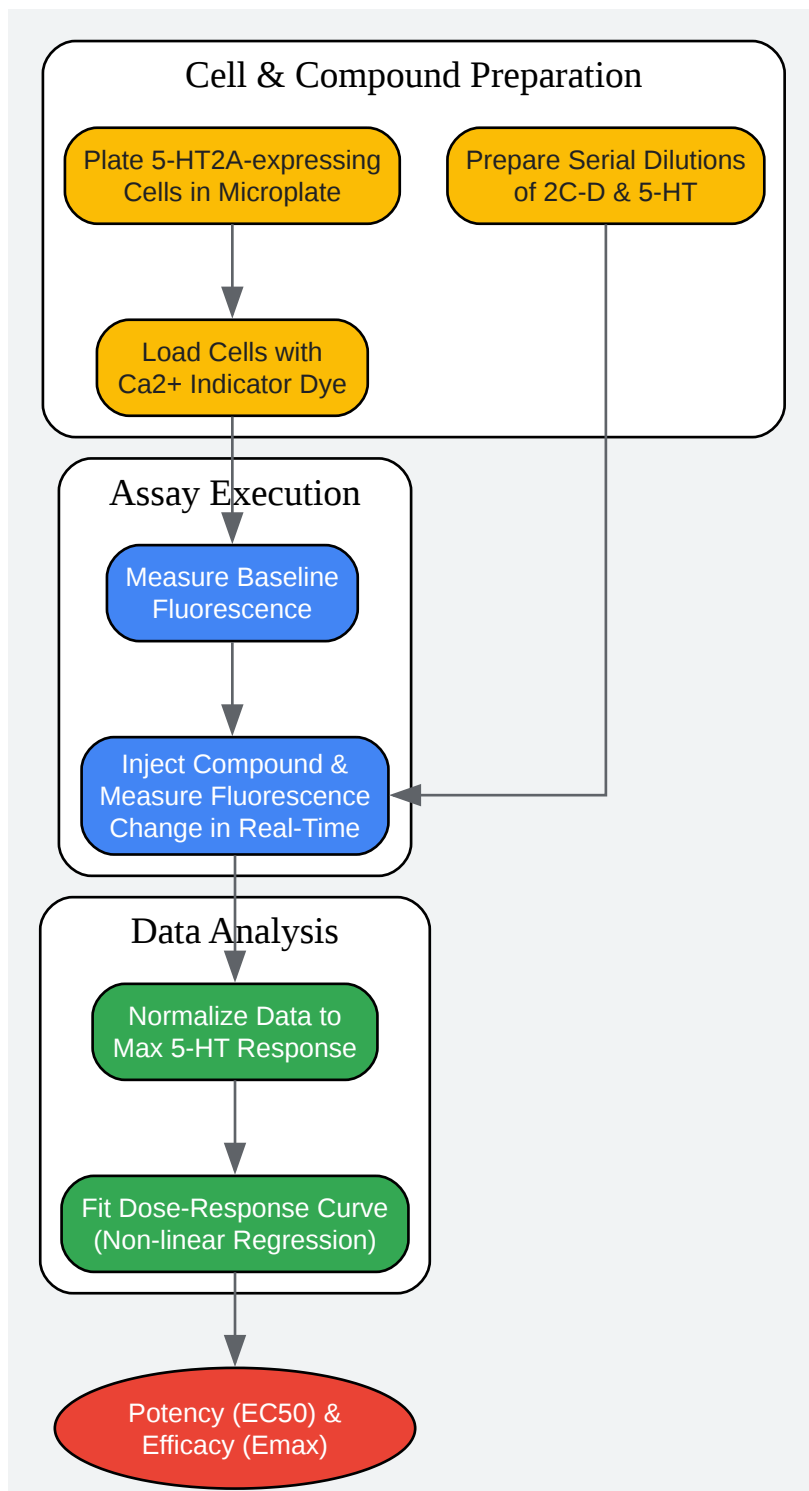 Cell & Compound Preparation
Plate 5-HT2A-expressing
Cells in Microplate
Prepare Serial Dilutions
of 2C-D & 5-HT
Load Cells with
Ca2+ Indicator Dye
Assay Execution
Measure Baseline
Fluorescence
Inject Compound &
Measure Fluorescence
Change in Real-Time
Data Analysis
Normalize Data to
Max 5-HT Response
Fit Dose-Response Curve
(Non-linear Regression)
Potency (EC50) &
Efficacy (Emax)